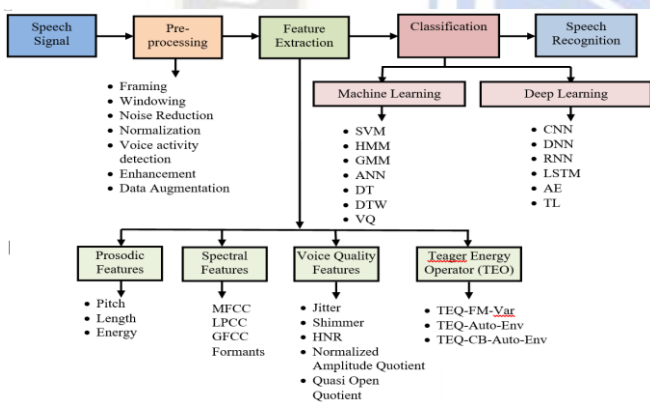 Speech
Signal
Pre-
processing
Feature
Extraction
Classification
Speech
Recognition
• Framing
• Windowing
• Noise Reduction
• Normalization
• Voice activity
detection
• Enhancement
• Data Augmentation
Machine Learning
Deep Learning
• SVM
• HMM
• GMM
• ANN
• DT
• DTW
• VQ
• CNN
• DNN
• RNN
• LSTM
• AE
• TL
Prosodic
Features
Spectral
Features
Voice Quality
Features
Teager Energy
Operator (TEO)
• Pitch
• Length
• Energy
MFCC
LPCC
GFCC
Formants
• Jitter
• Shimmer
• HNR
• Normalized
Amplitude Quotient
• Quasi Open
Quotient
• TEQ-FM-Var
• TEQ-Auto-Env
• TEQ-CB-Auto-Env